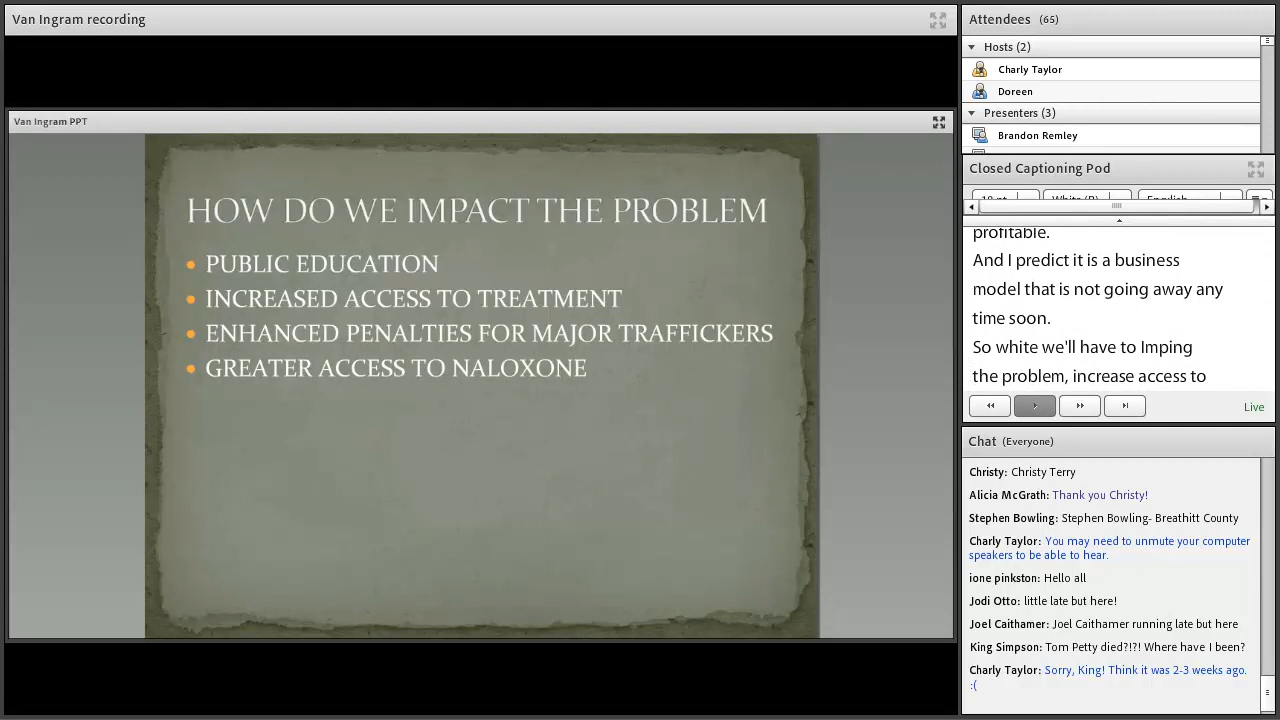 Van Ingram recording
Van Ingram PPT
HOW DO WE IMPACT THE PROBLEM
• PUBLIC EDUCATION
• INCREASED ACCESS TO TREATMENT
• ENHANCED PENALTIES FOR MAJOR TRAFFICKERS
• GREATER ACCESS TO NALOXONE
Attendees (65)
Hosts (2)
Charly Taylor
Doreen
Presenters (3)
Brandon Remley
Closed Captioning Pod
profitable.
And I predict it is a business
model that is not going away any
time soon.
So white we'll have to Imping
the problem, increase access to
Live
Chat (Everyone)
Christy: Christy Terry
Alicia McGrath: Thank you Christy!
Stephen Bowling: Stephen Bowling- Breathitt County
Charly Taylor: You may need to unmute your computer
speakers to be able to hear.
ione pinkston: Hello all
Jodi Otto: little late but here!
Joel Caithamer: Joel Caithamer running late but here
King Simpson: Tom Petty died?!?! Where have I been?
Charly Taylor: Sorry, King! Think it was 2-3 weeks ago.
:(